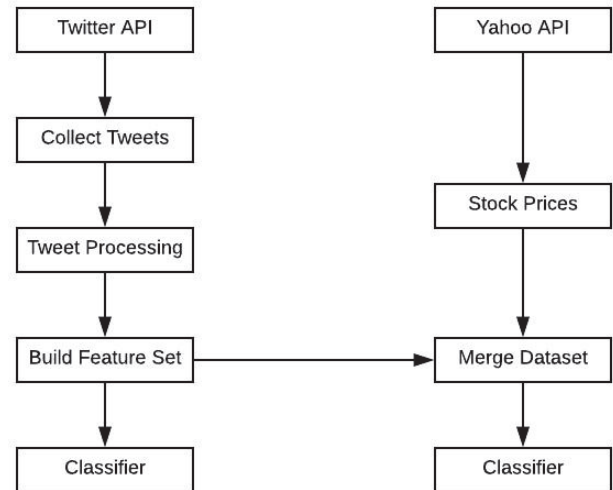 Twitter API
Yahoo API
Collect Tweets
Stock Prices
Tweet Processing
Build Feature Set
Merge Dataset
Classifier
Classifier